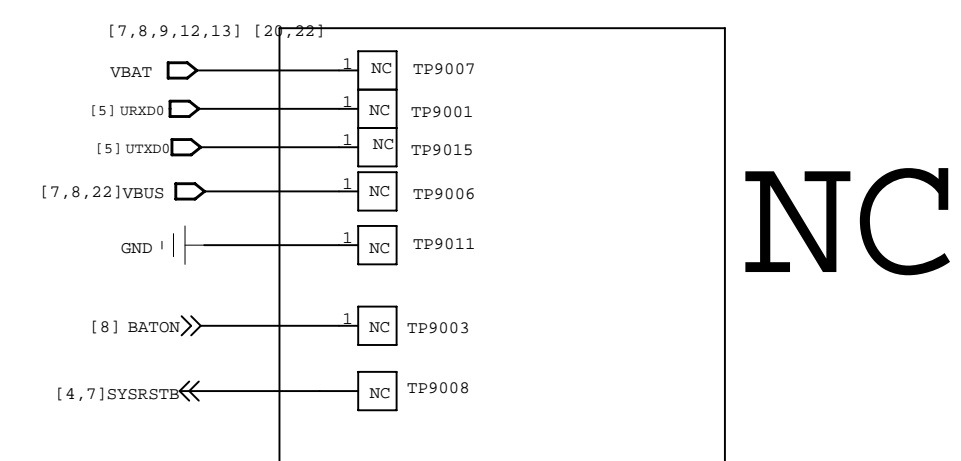 [7,8,9,12,13] [20,22]
VBAT 1 NC TP9007
[5] URXD0 1 NC TP9001
[5] UTXD0 1 NC TP9015
[7,8,22]VBUS 1 NC TP9006
GND 1 NC TP9011
[8] BATON 1 NC TP9003
[4,7]SYSRSTB NC TP9008
NC